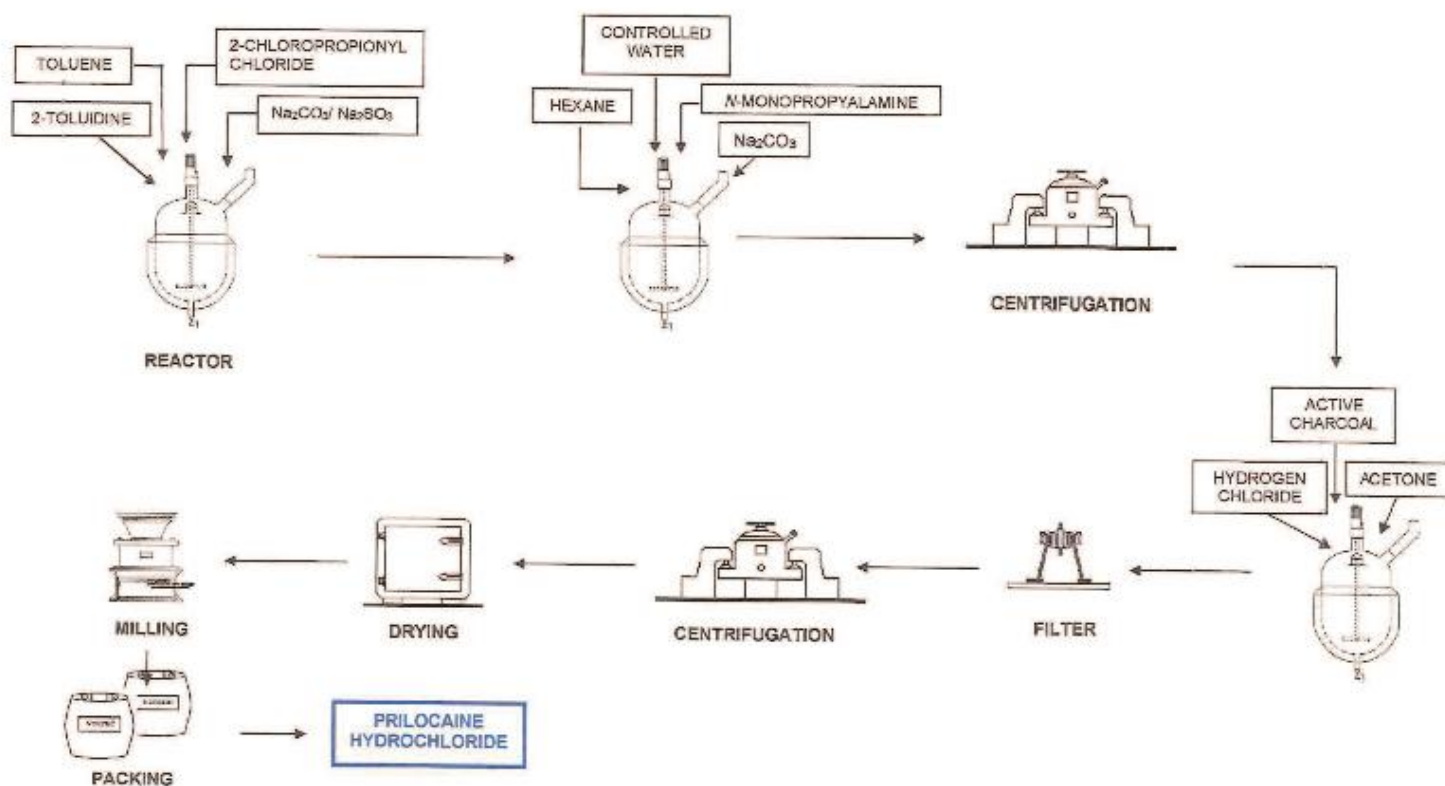 TOLUENE
2-CHLOROPROPIONYL
CHLORIDE
2-TOLUIDINE
Na₂CO₃/ Na₂SO₃
REACTOR
CONTROLLED
WATER
HEXANE
N-MONOPROPYALAMINE
Na₂CO₃
CENTRIFUGATION
ACTIVE
CHARCOAL
HYDROGEN
CHLORIDE
ACETONE
FILTER
CENTRIFUGATION
DRYING
MILLING
PACKING
PRILOCAINE
HYDROCHLORIDE